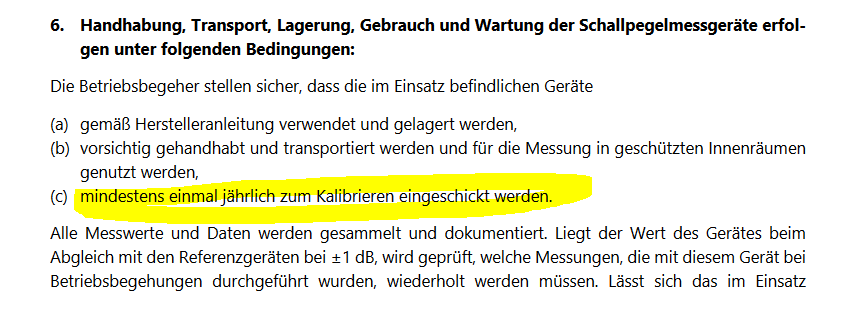 6. Handhabung, Transport, Lagerung, Gebrauch und Wartung der Schallpegelmessgeräte erfol-
gen unter folgenden Bedingungen:
Die Betriebsbegeher stellen sicher, dass die im Einsatz befindlichen Geräte
(a) gemäß Herstelleranleitung verwendet und gelagert werden,
(b) vorsichtig gehandhabt und transportiert werden und für die Messung in geschützten Innenräumen
genutzt werden,
(c) mindestens einmal jährlich zum Kalibrieren eingeschickt werden.
Alle Messwerte und Daten werden gesammelt und dokumentiert. Liegt der Wert des Gerätes beim
Abgleich mit den Referenzgeräten bei ±1 dB, wird geprüft, welche Messungen, die mit diesem Gerät bei
Betriebsbegehungen durchgeführt wurden, wiederholt werden müssen. Lässt sich das im Einsatz